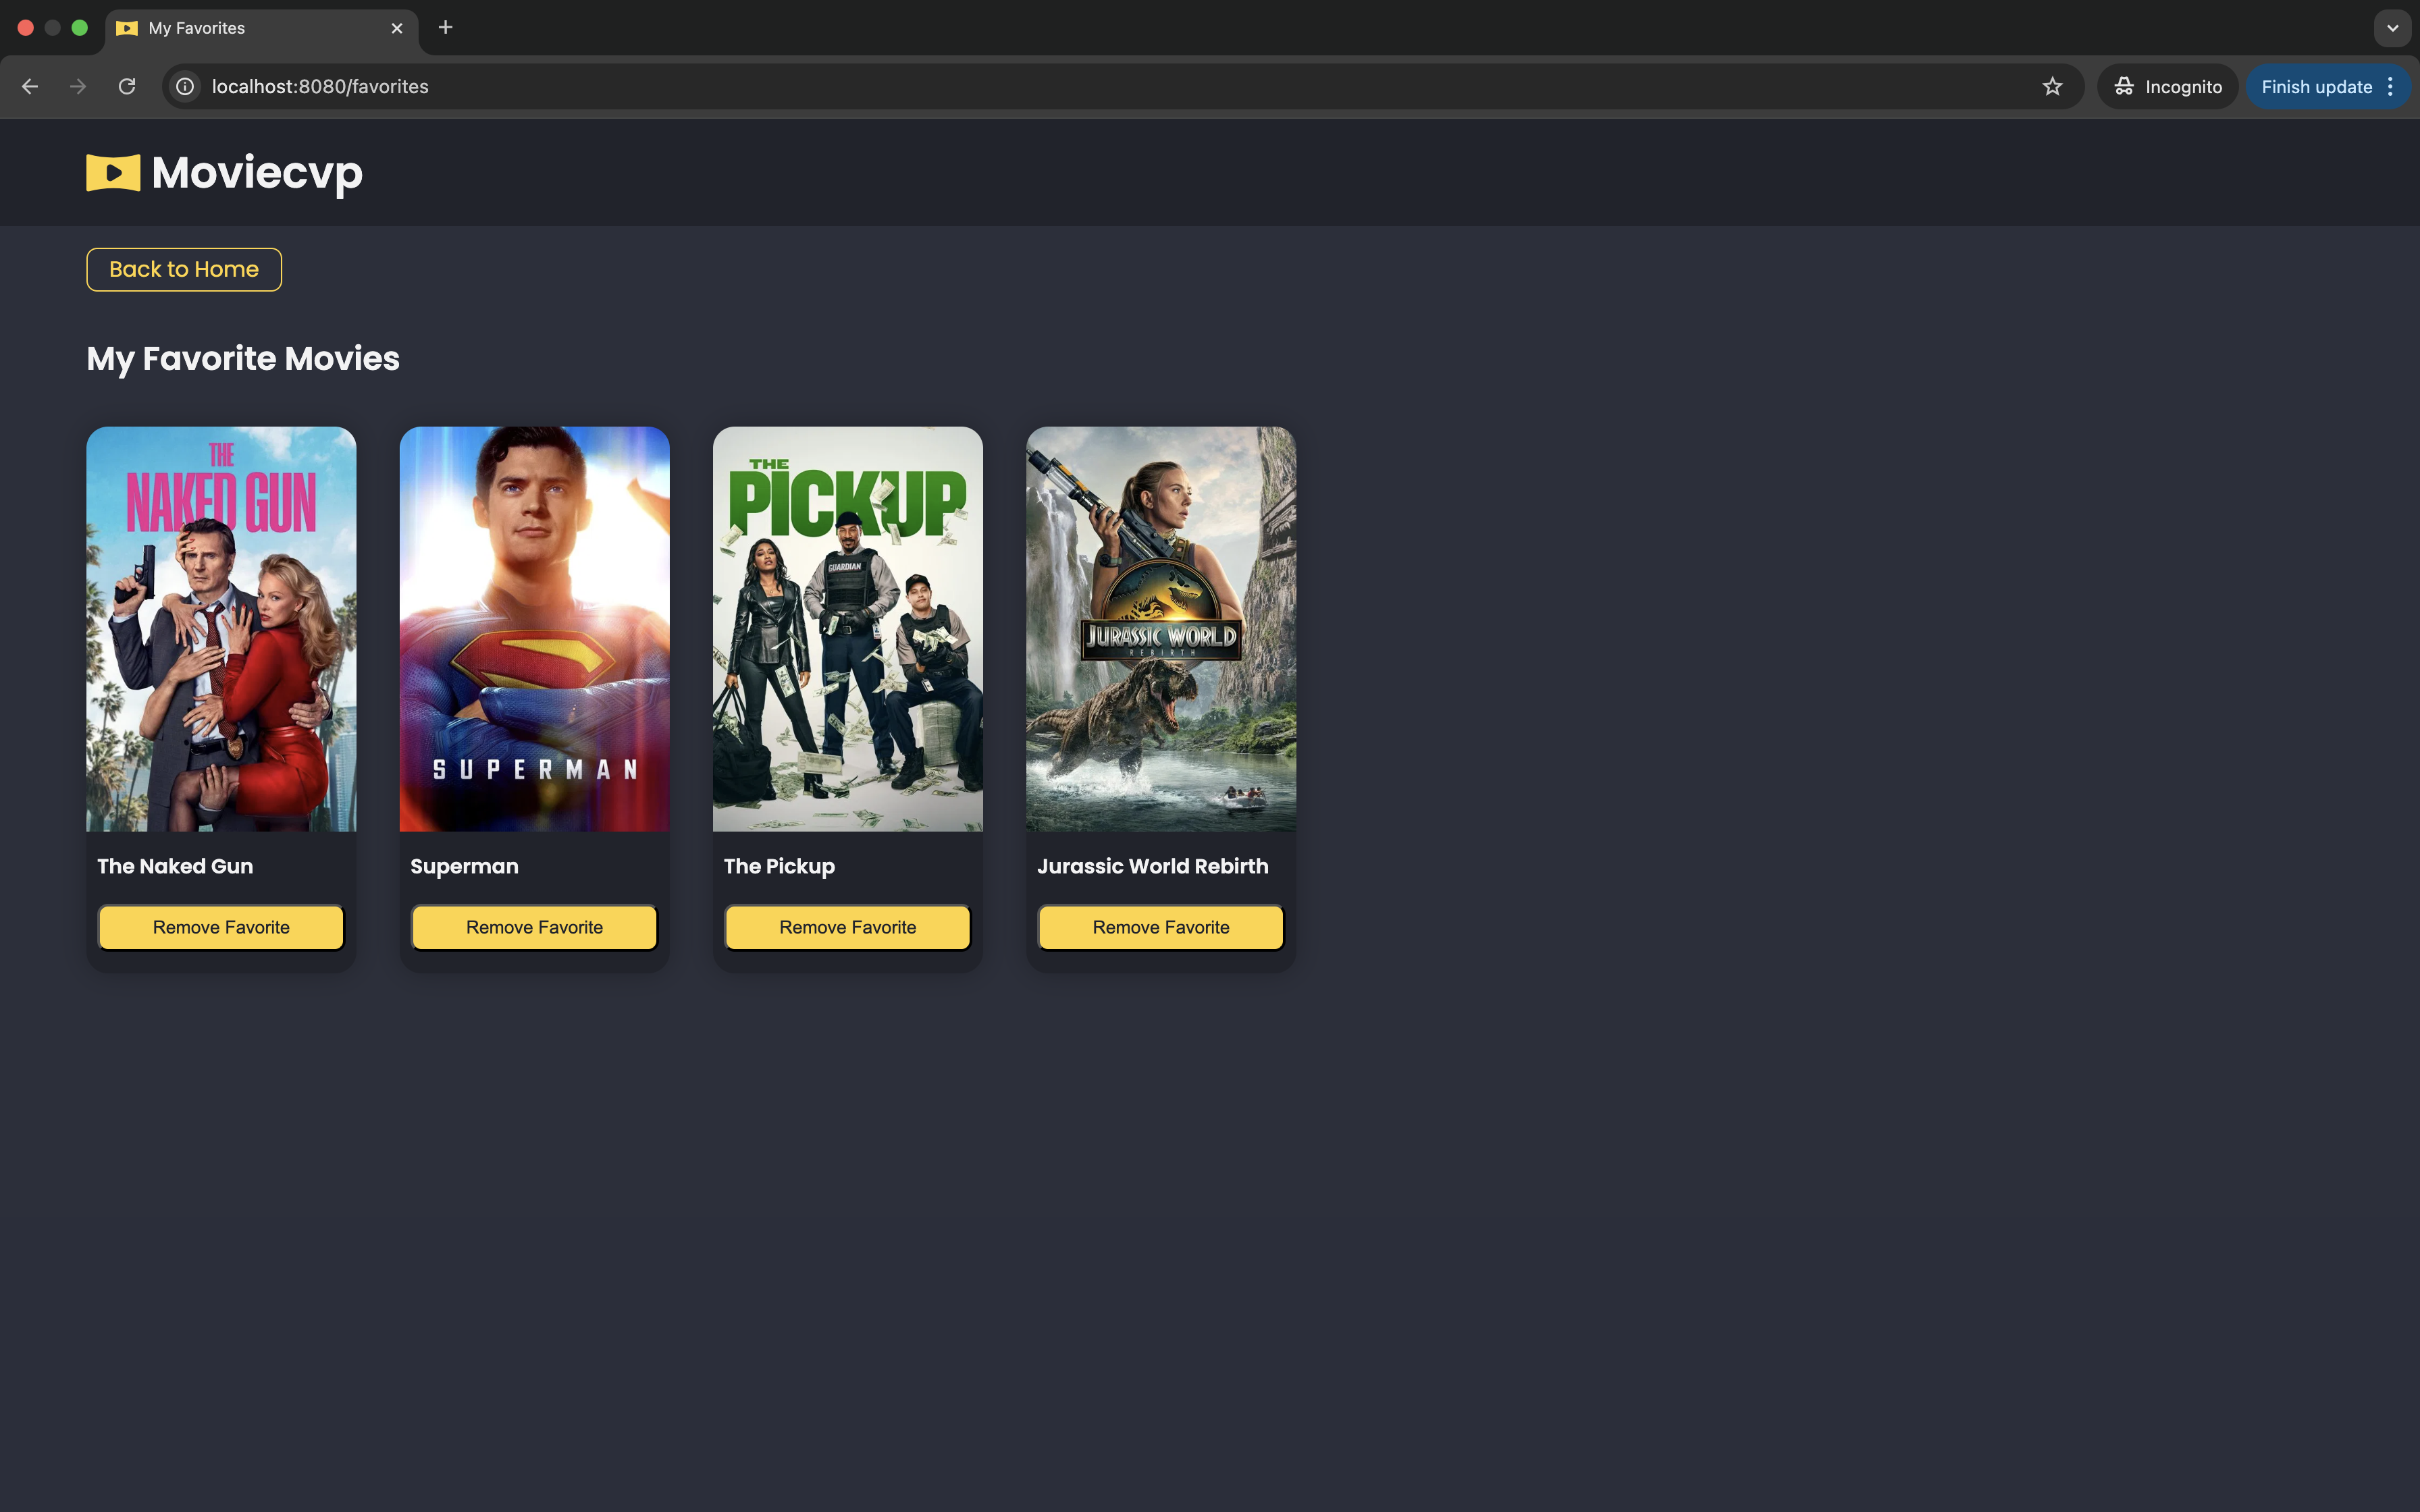 My Favorites
localhost:8080/favorites
Incognito
Finish update
Moviecvp
Back to Home
My Favorite Movies
THE
NAKED GUN
SUPERMAN
THE
PICKUP
GUARDIAN
JURASSIC WORLD
REBIRTH
The Naked Gun
Superman
The Pickup
Jurassic World Rebirth
Remove Favorite
Remove Favorite
Remove Favorite
Remove Favorite